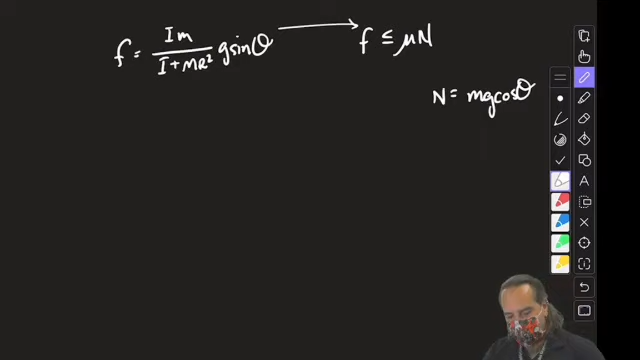 f = Im / (I + mR²) g sinθ ⟶ f ≤ μN
N = mg cosθ